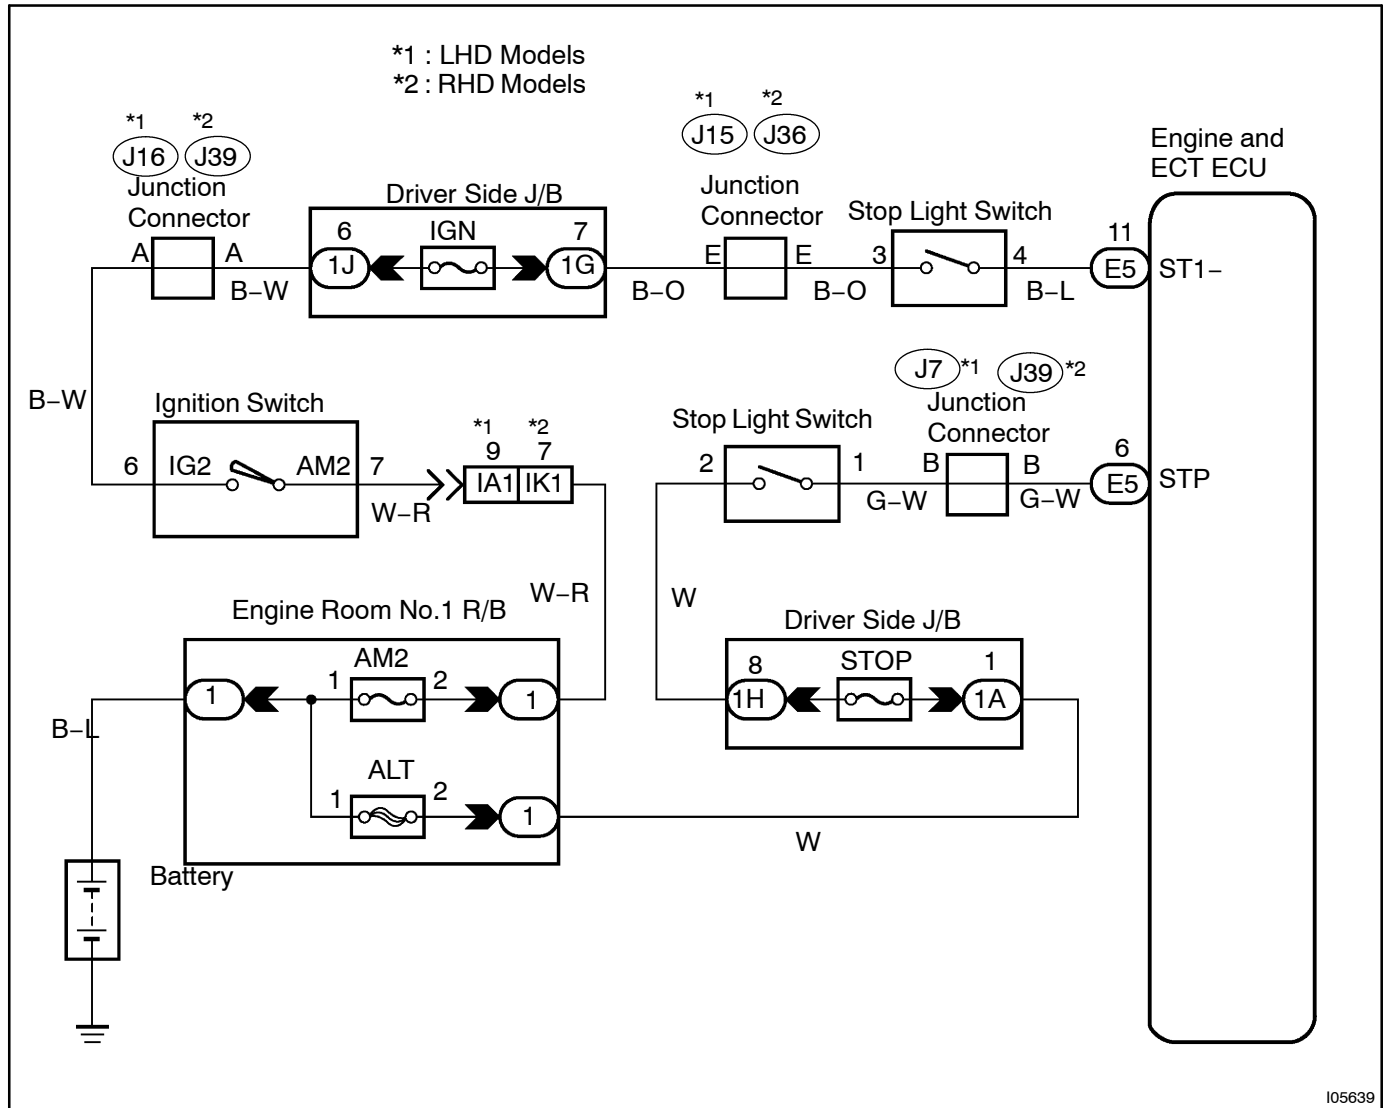 *1 : LHD Models
*2 : RHD Models
*1 *2
J16 J39
Junction
Connector
A A
B–W
Driver Side J/B
6 IGN 7
1J 1G
B–O
*1 *2
J15 J36
Junction
Connector
E E
B–O
Stop Light Switch
3 4
B–L
11
E5 ST1–
Engine and
ECT ECU
B–W
Ignition Switch
6 IG2 AM2 7
W–R
*1 *2
9 7
IA1 IK1
W–R
Stop Light Switch
2 1
G–W
J7 *1 J39 *2
Junction
Connector
B B
G–W
6
E5 STP
W
Engine Room No.1 R/B
AM2
1 1 2 1
ALT
1 2
1
B–L
Driver Side J/B
8 STOP 1
1H 1A
W
Battery
I05639